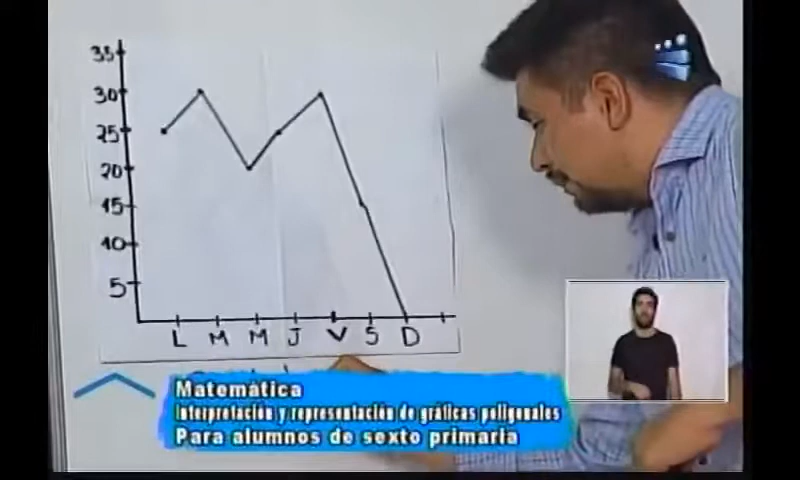 35
30
25
20
15
10
5
L M M J V S D
Matemática
Interpretación y representación de gráficas poligonales
Para alumnos de sexto primaria